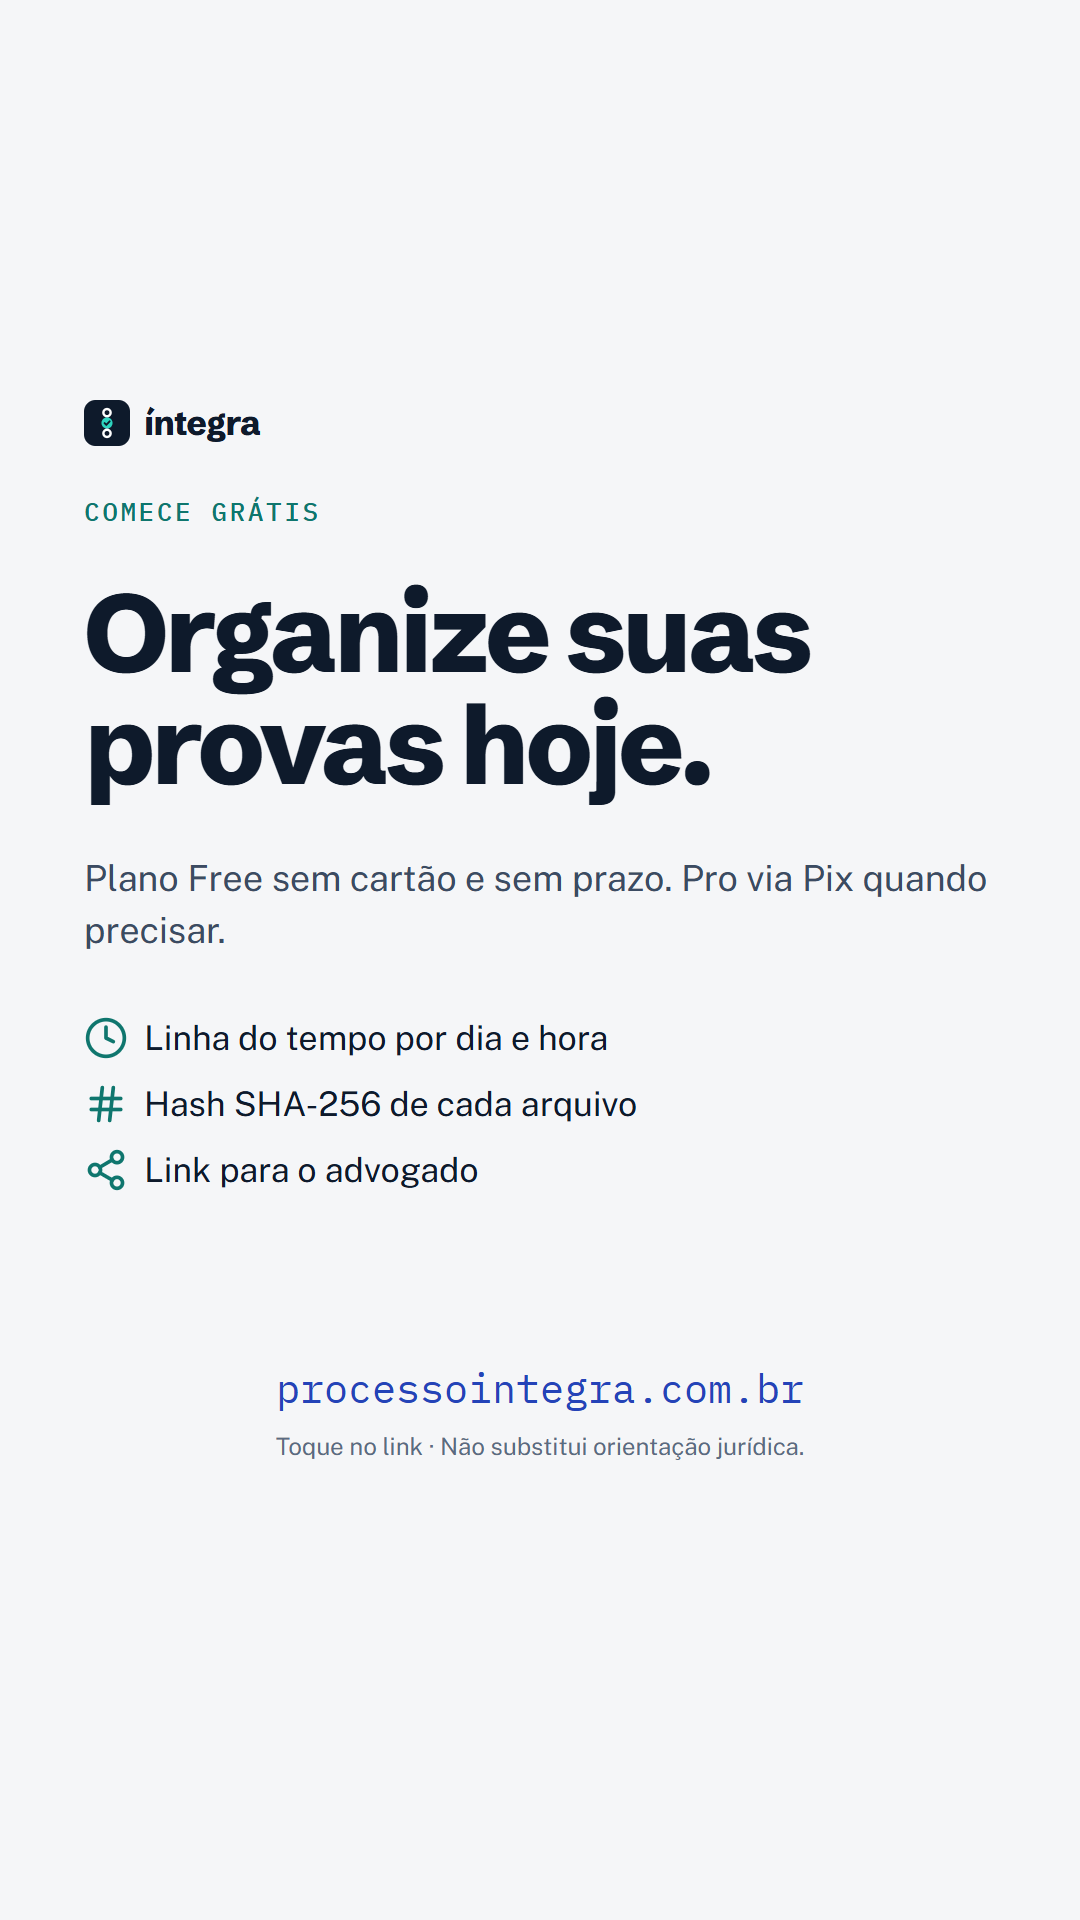 íntegra
COMECE GRÁTIS
Organize suas
provas hoje.
Plano Free sem cartão e sem prazo. Pro via Pix quando
precisar.
Linha do tempo por dia e hora
Hash SHA-256 de cada arquivo
Link para o advogado
processointegra.com.br
Toque no link · Não substitui orientação jurídica.